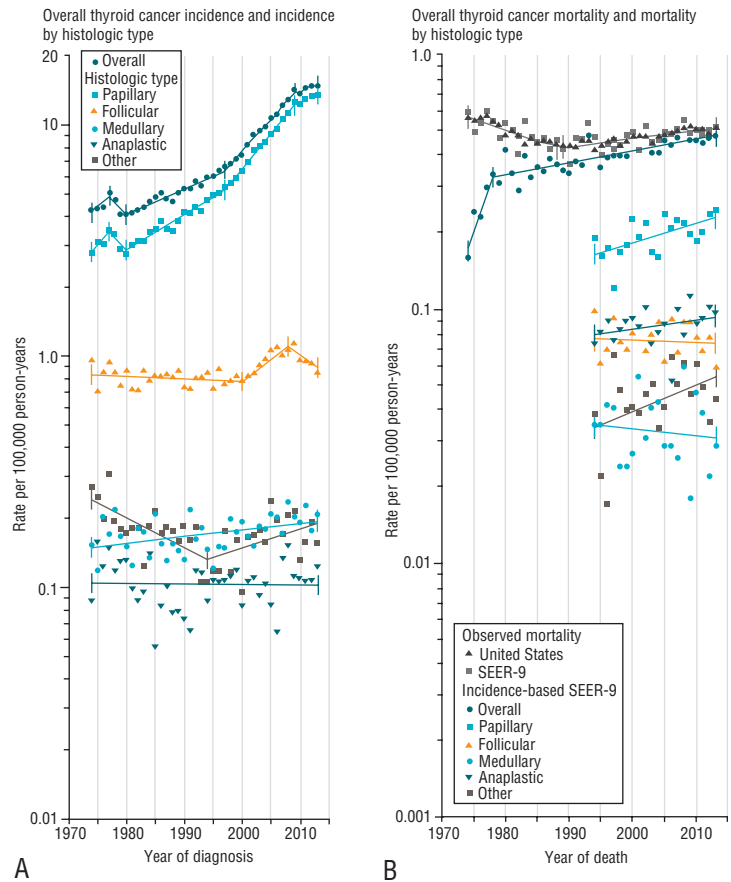 Overall thyroid cancer incidence and incidence
by histologic type
Overall
Histologic type
Papillary
Follicular
Medullary
Anaplastic
Other
Rate per 100,000 person-years
20
10
1.0
0.1
0.01
1970
1980
1990
2000
2010
Year of diagnosis
A
Overall thyroid cancer mortality and mortality
by histologic type
Rate per 100,000 person-years
1.0
0.1
0.01
0.001
Observed mortality
United States
SEER-9
Incidence-based SEER-9
Overall
Papillary
Follicular
Medullary
Anaplastic
Other
1970
1980
1990
2000
2010
Year of death
B